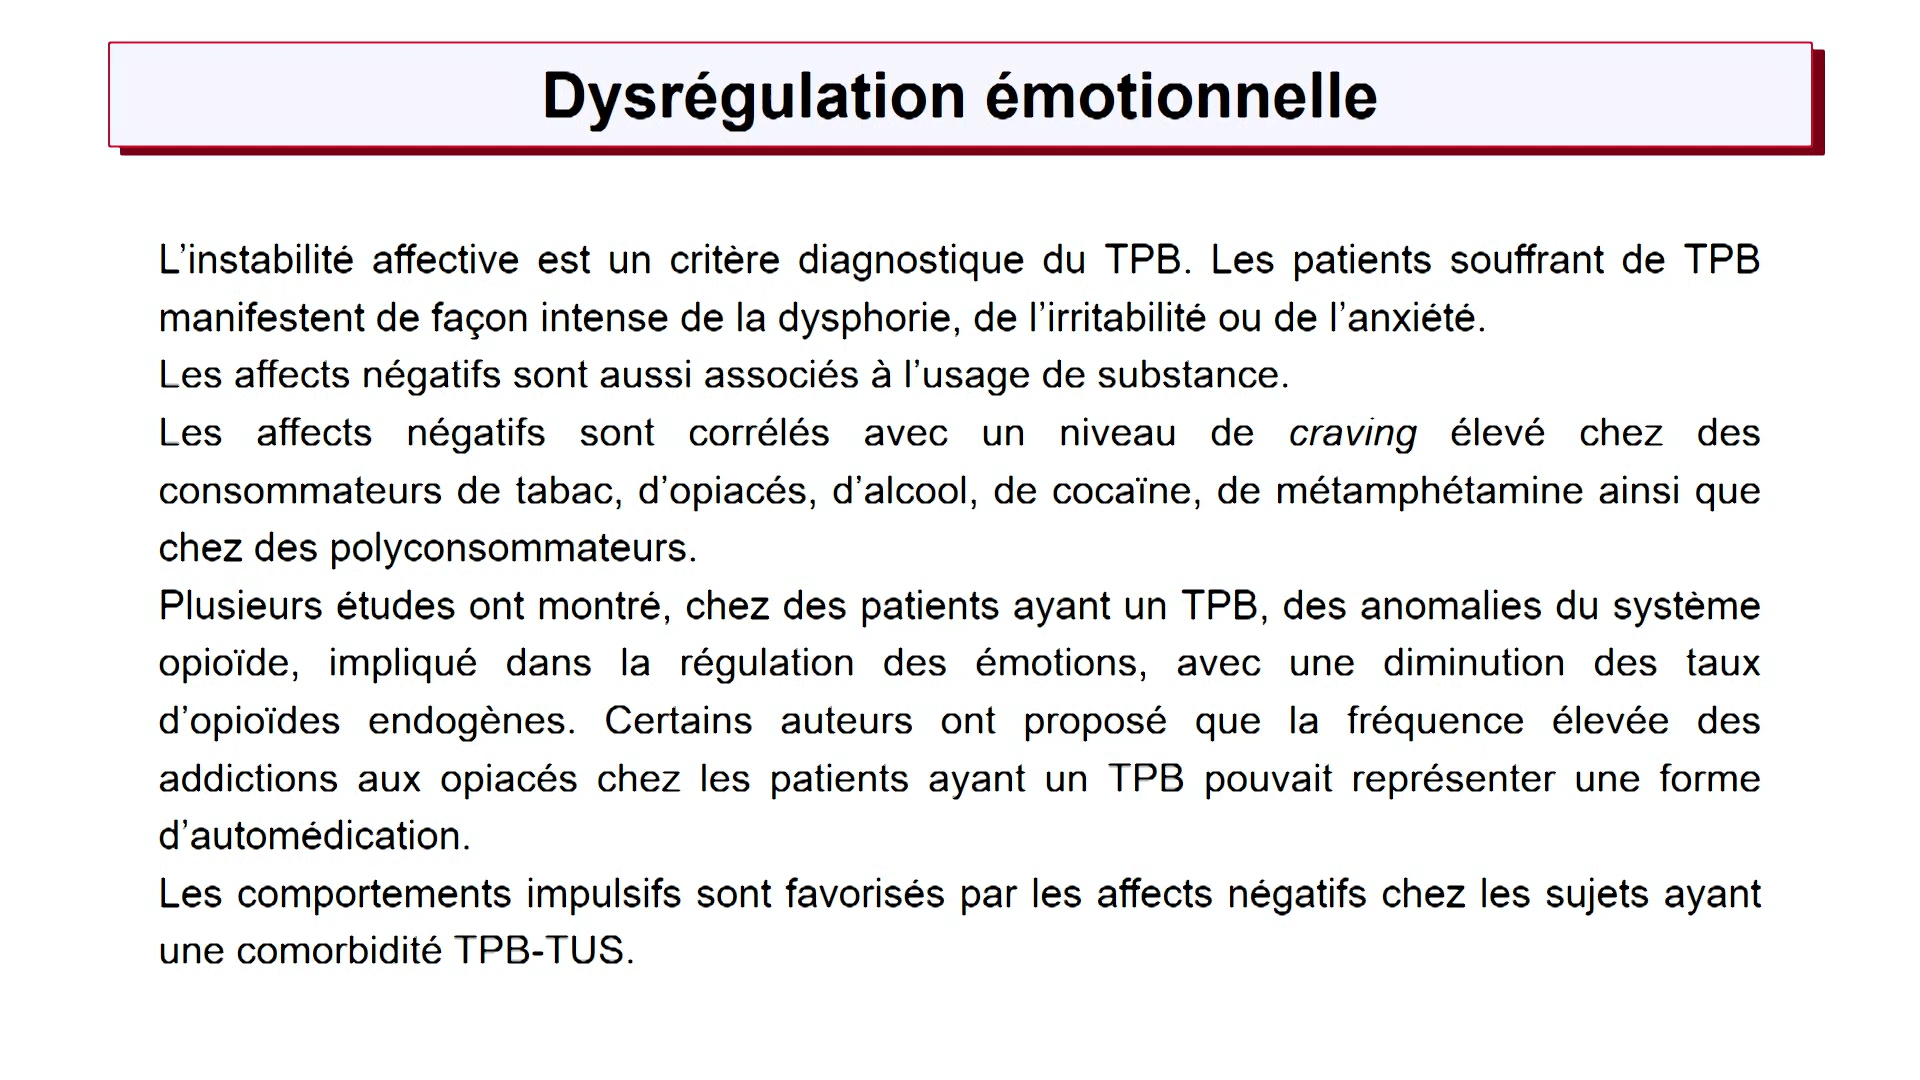 Dysrégulation émotionnelle
L’instabilité affective est un critère diagnostique du TPB. Les patients souffrant de TPB
manifestent de façon intense de la dysphorie, de l’irritabilité ou de l’anxiété.
Les affects négatifs sont aussi associés à l’usage de substance.
Les affects négatifs sont corrélés avec un niveau de craving élevé chez des
consommateurs de tabac, d’opiacés, d’alcool, de cocaïne, de métamphétamine ainsi que
chez des polyconsommateurs.
Plusieurs études ont montré, chez des patients ayant un TPB, des anomalies du système
opioïde, impliqué dans la régulation des émotions, avec une diminution des taux
d’opioïdes endogènes. Certains auteurs ont proposé que la fréquence élevée des
addictions aux opiacés chez les patients ayant un TPB pouvait représenter une forme
d’automédication.
Les comportements impulsifs sont favorisés par les affects négatifs chez les sujets ayant
une comorbidité TPB-TUS.